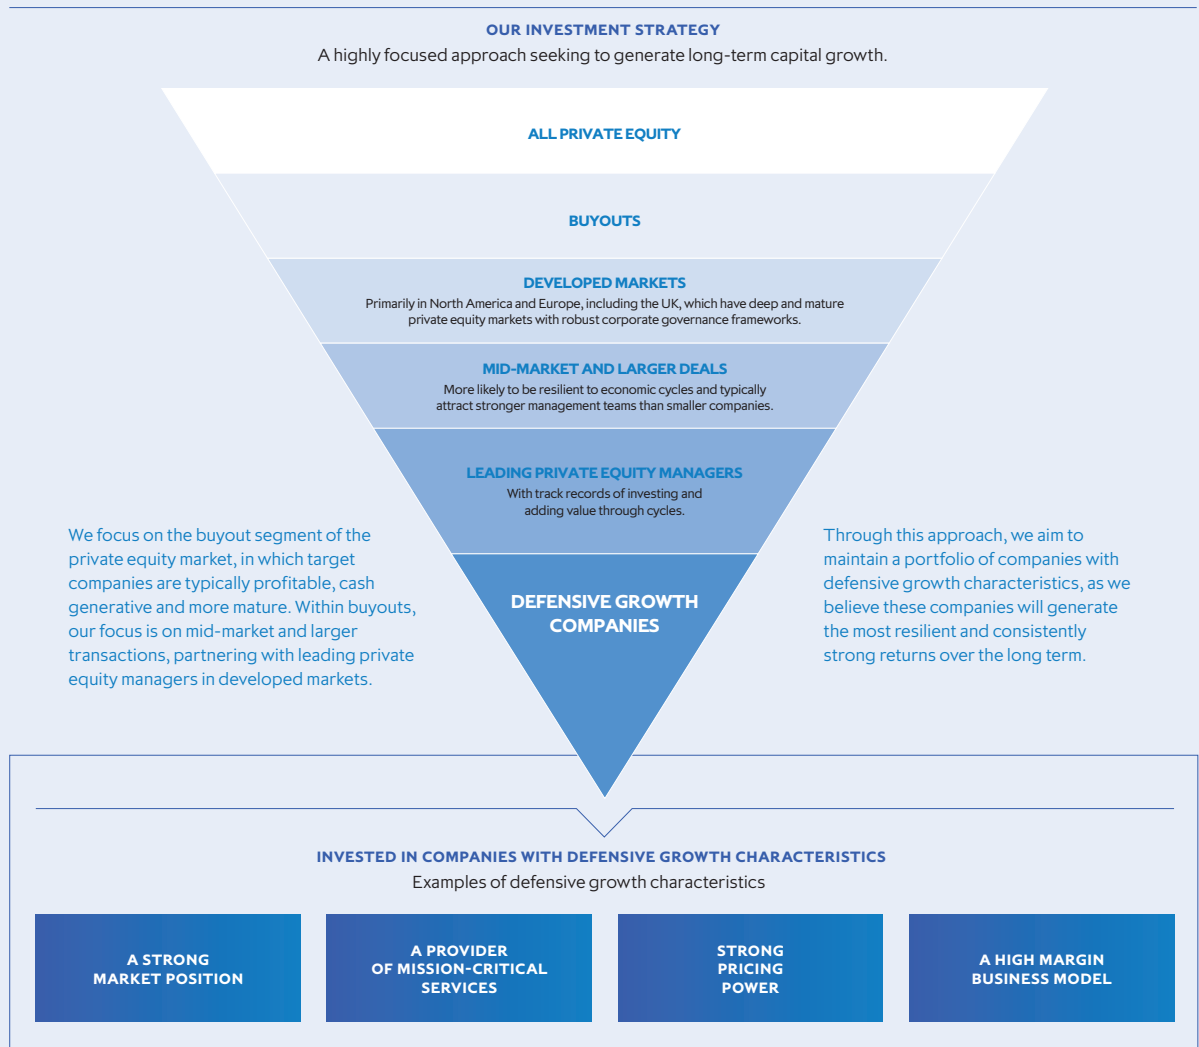 OUR INVESTMENT STRATEGY
A highly focused approach seeking to generate long-term capital growth.
ALL PRIVATE EQUITY
BUYOUTS
DEVELOPED MARKETS
Primarily in North America and Europe, including the UK, which have deep and mature
private equity markets with robust corporate governance frameworks.
MID-MARKET AND LARGER DEALS
More likely to be resilient to economic cycles and typically
attract stronger management teams than smaller companies.
LEADING PRIVATE EQUITY MANAGERS
With track records of investing and
adding value through cycles.
We focus on the buyout segment of the
private equity market, in which target
companies are typically profitable, cash
generative and more mature. Within buyouts,
our focus is on mid-market and larger
transactions, partnering with leading private
equity managers in developed markets.
DEFENSIVE GROWTH
COMPANIES
Through this approach, we aim to
maintain a portfolio of companies with
defensive growth characteristics, as we
believe these companies will generate
the most resilient and consistently
strong returns over the long term.
INVESTED IN COMPANIES WITH DEFENSIVE GROWTH CHARACTERISTICS
Examples of defensive growth characteristics
A STRONG
MARKET POSITION
A PROVIDER
OF MISSION-CRITICAL
SERVICES
STRONG
PRICING
POWER
A HIGH MARGIN
BUSINESS MODEL